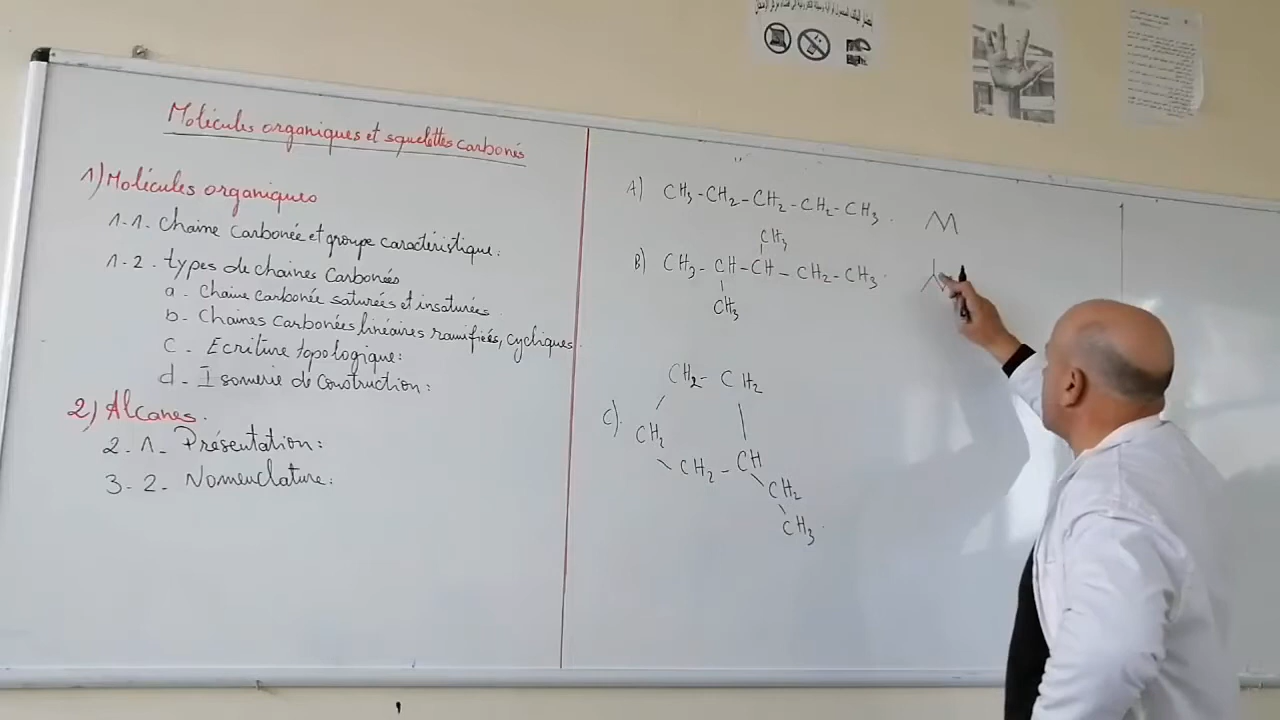 Molécules organiques et squelettes carbonés
1) Molécules organiques
1-1. chaine carbonée et groupe caractéristique:
1-2. types de chaines Carbonées
a - chaine carbonée saturées et insaturées.
b - Chaines carbonées linéaires ramifiées, cycliques.
c - Ecriture topologique:
d - Isomerie de construction:
2) Alcanes.
2.1- Présentation:
3-2- Nomenclature:
A) CH3-CH2-CH2-CH2-CH3.
CH3
B) CH3-CH-CH-CH2-CH3.
CH3
CH2-CH2
C). CH2
CH2-CH
CH2
CH3.